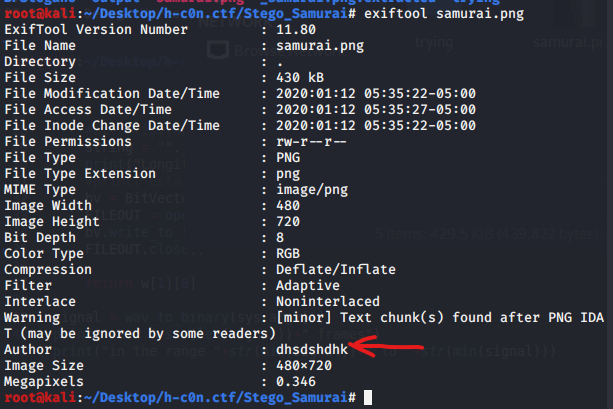 root@kali:~/Desktop/h-c0n.ctf/Stego_Samurai# exiftool samurai.png
ExifTool Version Number : 11.80
File Name : samurai.png
Directory : .
File Size : 430 kB
File Modification Date/Time : 2020:01:12 05:35:22-05:00
File Access Date/Time : 2020:01:12 05:35:27-05:00
File Inode Change Date/Time : 2020:01:12 05:35:22-05:00
File Permissions : rw-r--r--
File Type : PNG
File Type Extension : png
MIME Type : image/png
Image Width : 480
Image Height : 720
Bit Depth : 8
Color Type : RGB
Compression : Deflate/Inflate
Filter : Adaptive
Interlace : Noninterlaced
Warning : [minor] Text chunk(s) found after PNG IDA
T (may be ignored by some readers)
Author : dhsdshdhk
Image Size : 480×720
Megapixels : 0.346
root@kali:~/Desktop/h-c0n.ctf/Stego_Samurai#